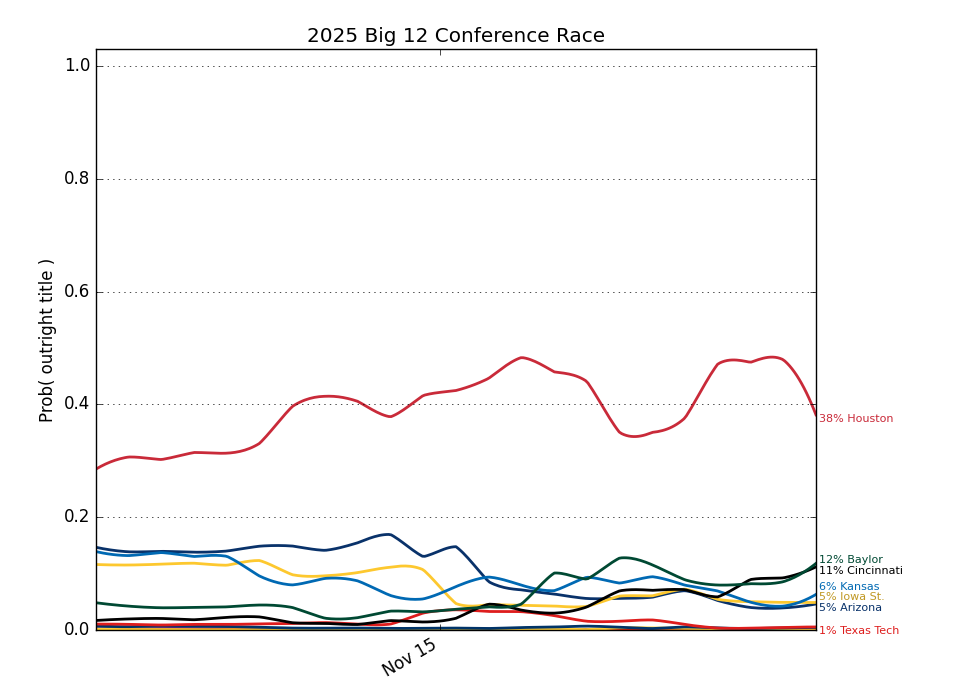 2025 Big 12 Conference Race
Prob( outright title )
1.0
0.8
0.6
0.4
0.2
0.0
Nov 15
38% Houston
12% Baylor
11% Cincinnati
6% Kansas
5% Iowa St.
5% Arizona
1% Texas Tech